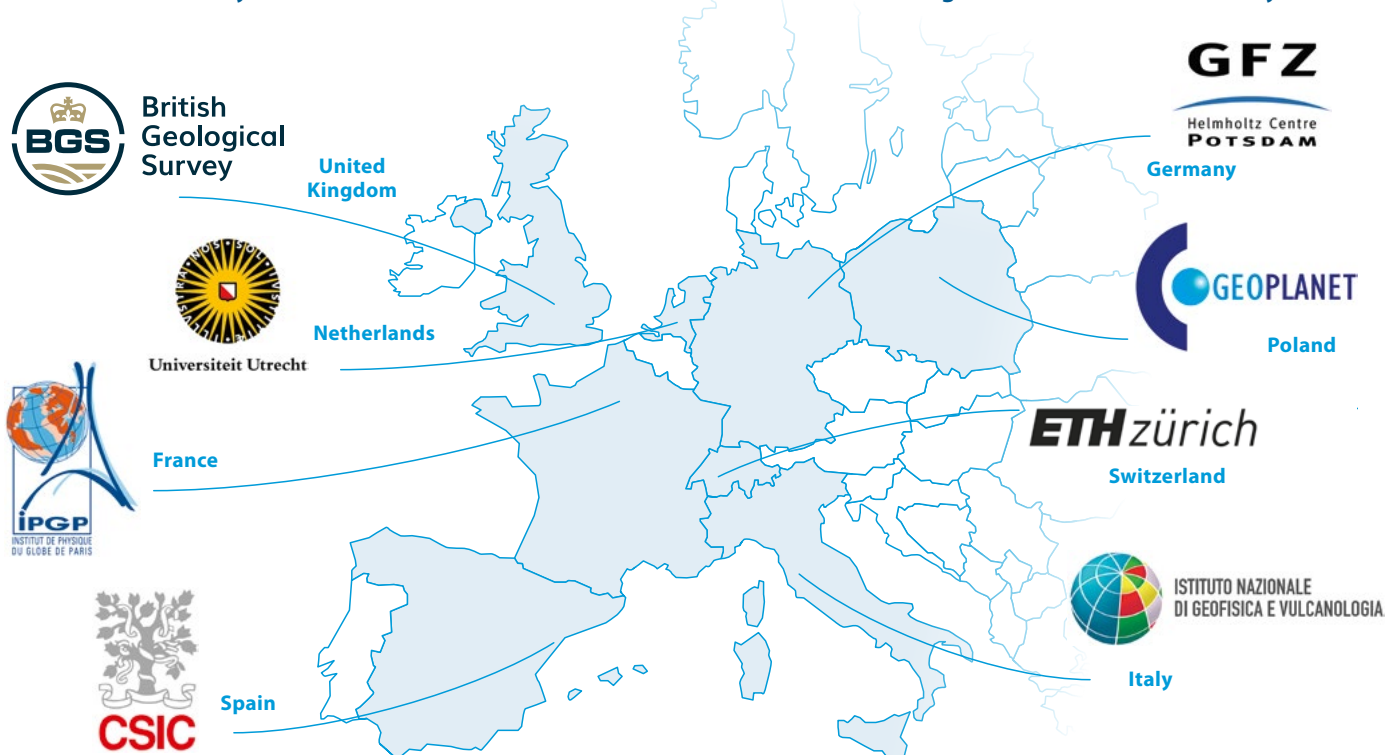 BGS
British
Geological
Survey
United
Kingdom
Universiteit Utrecht
Netherlands
iPGP
INSTITUT DE PHYSIQUE
DU GLOBE DE PARIS
France
CSIC
Spain
GFZ
Helmholtz Centre
POTSDAM
Germany
GEOPLANET
Poland
ETH zürich
Switzerland
ISTITUTO NAZIONALE
DI GEOFISICA E VULCANOLOGIA
Italy